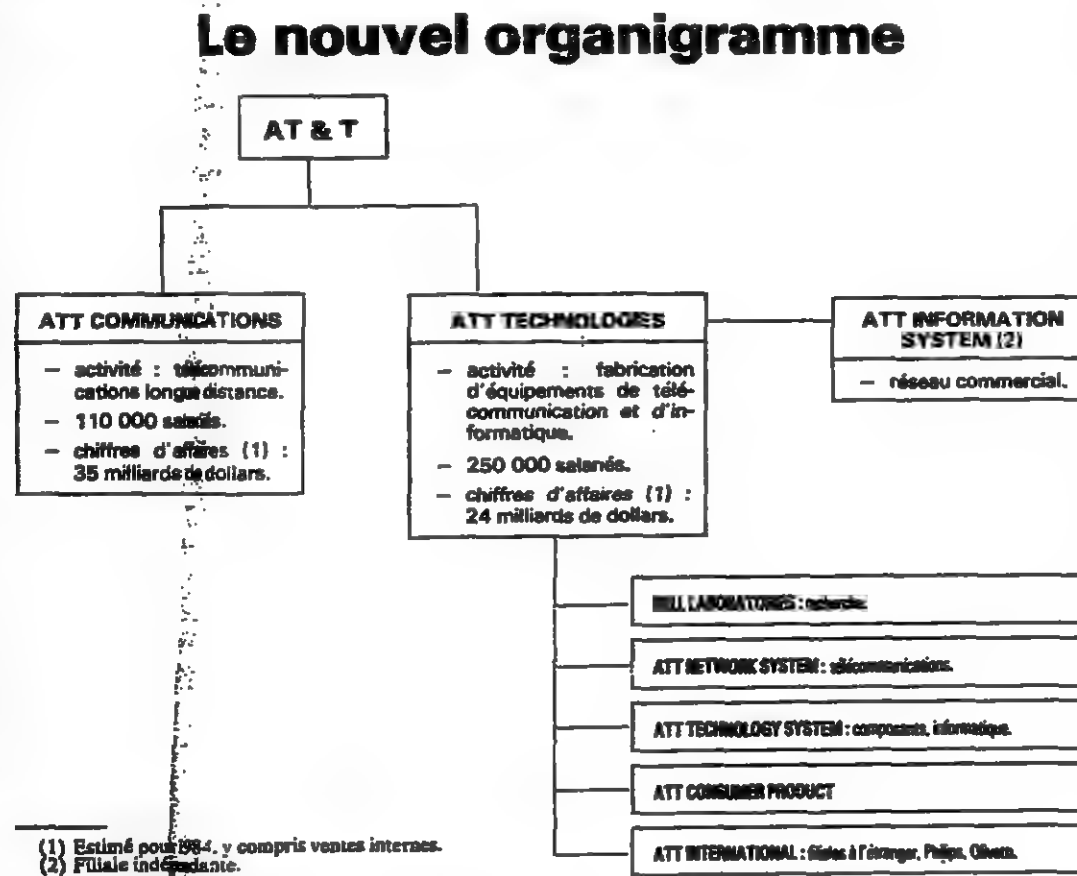 Le nouvel organigramme
AT & T
ATT COMMUNICATIONS
— activité : télécommuni-
cations longue distance.
— 110 000 salariés.
— chiffres d'affaires (1) :
35 milliards de dollars.
ATT TECHNOLOGIES
— activité : fabrication
d'équipements de télé-
communication et d'in-
formatique.
— 250 000 salariés.
— chiffres d'affaires (1) :
24 milliards de dollars.
ATT INFORMATION
SYSTEM (2)
— réseau commercial.
BELL LABORATOIRES : recherche.
ATT NETWORK SYSTEM : télécommunications.
ATT TECHNOLOGY SYSTEM : composants, informatique.
ATT CONSUMER PRODUCT
ATT INTERNATIONAL : filiales à l'étranger, Philips, Olivetti.
(1) Estimé pour 1984, y compris ventes internes.
(2) Filiale indépendante.